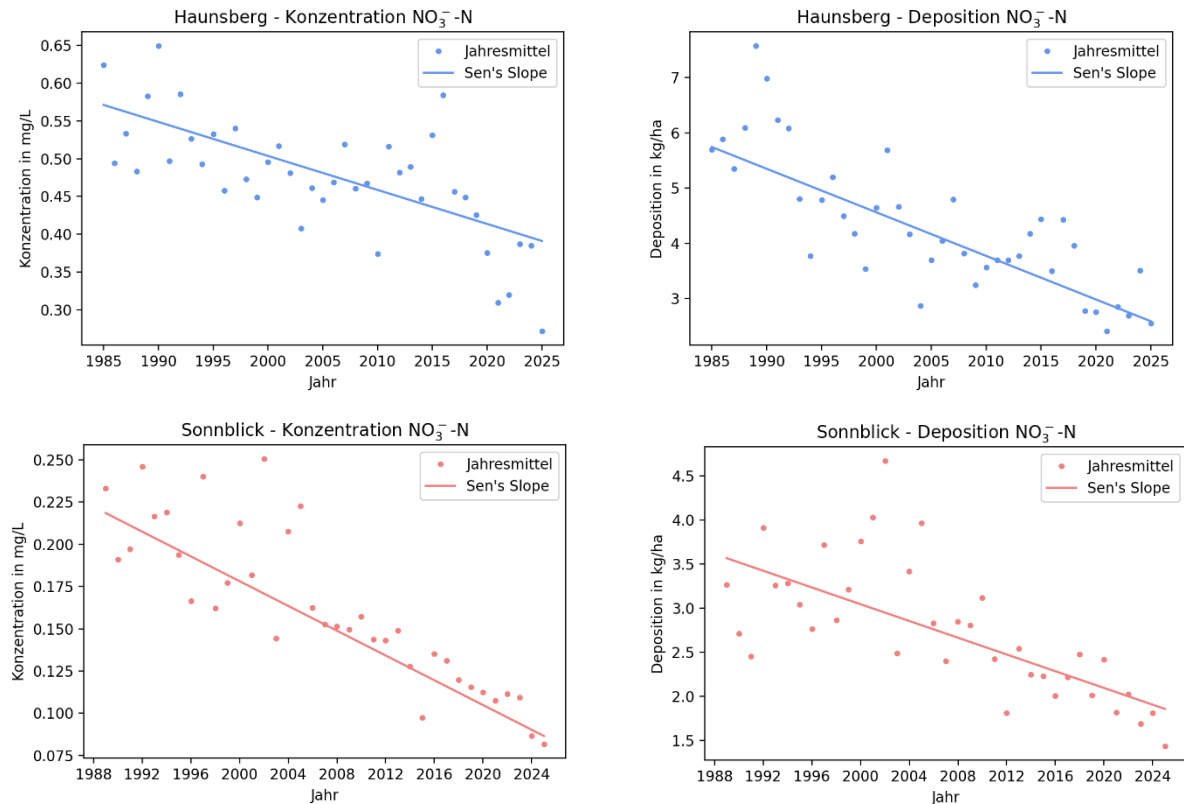 Haunsberg - Konzentration NO₃⁻-N
Konzentration in mg/L
0.65
0.60
0.55
0.50
0.45
0.40
0.35
0.30
Jahresmittel
Sen's Slope
1985 1990 1995 2000 2005 2010 2015 2020 2025
Jahr
Haunsberg - Deposition NO₃⁻-N
Deposition in kg/ha
7
6
5
4
3
Jahresmittel
Sen's Slope
1985 1990 1995 2000 2005 2010 2015 2020 2025
Jahr
Sonnblick - Konzentration NO₃⁻-N
Konzentration in mg/L
0.250
0.225
0.200
0.175
0.150
0.125
0.100
0.075
Jahresmittel
Sen's Slope
1988 1992 1996 2000 2004 2008 2012 2016 2020 2024
Jahr
Sonnblick - Deposition NO₃⁻-N
Deposition in kg/ha
4.5
4.0
3.5
3.0
2.5
2.0
1.5
Jahresmittel
Sen's Slope
1988 1992 1996 2000 2004 2008 2012 2016 2020 2024
Jahr